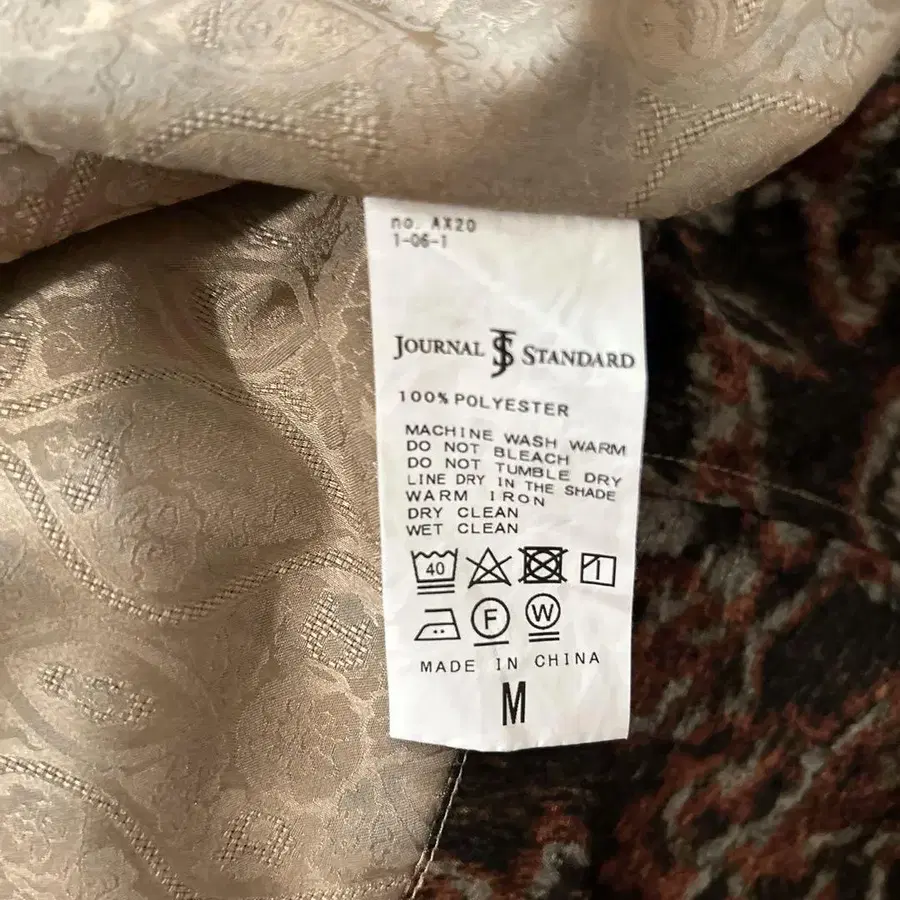 no. AX20
1-06-1
JOURNAL JS STANDARD
100% POLYESTER
MACHINE WASH WARM
DO NOT BLEACH
DO NOT TUMBLE DRY
LINE DRY IN THE SHADE
WARM IRON
DRY CLEAN
WET CLEAN
40
F W
MADE IN CHINA
M